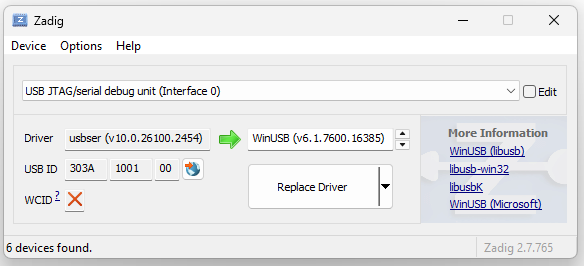 Zadig
Device Options Help
USB JTAG/serial debug unit (Interface 0)
Edit
Driver usbser (v10.0.26100.2454) WinUSB (v6.1.7600.16385)
USB ID 303A 1001 00
WCID ?
Replace Driver
More Information
WinUSB (libusb)
libusb-win32
libusbK
WinUSB (Microsoft)
6 devices found.
Zadig 2.7.765